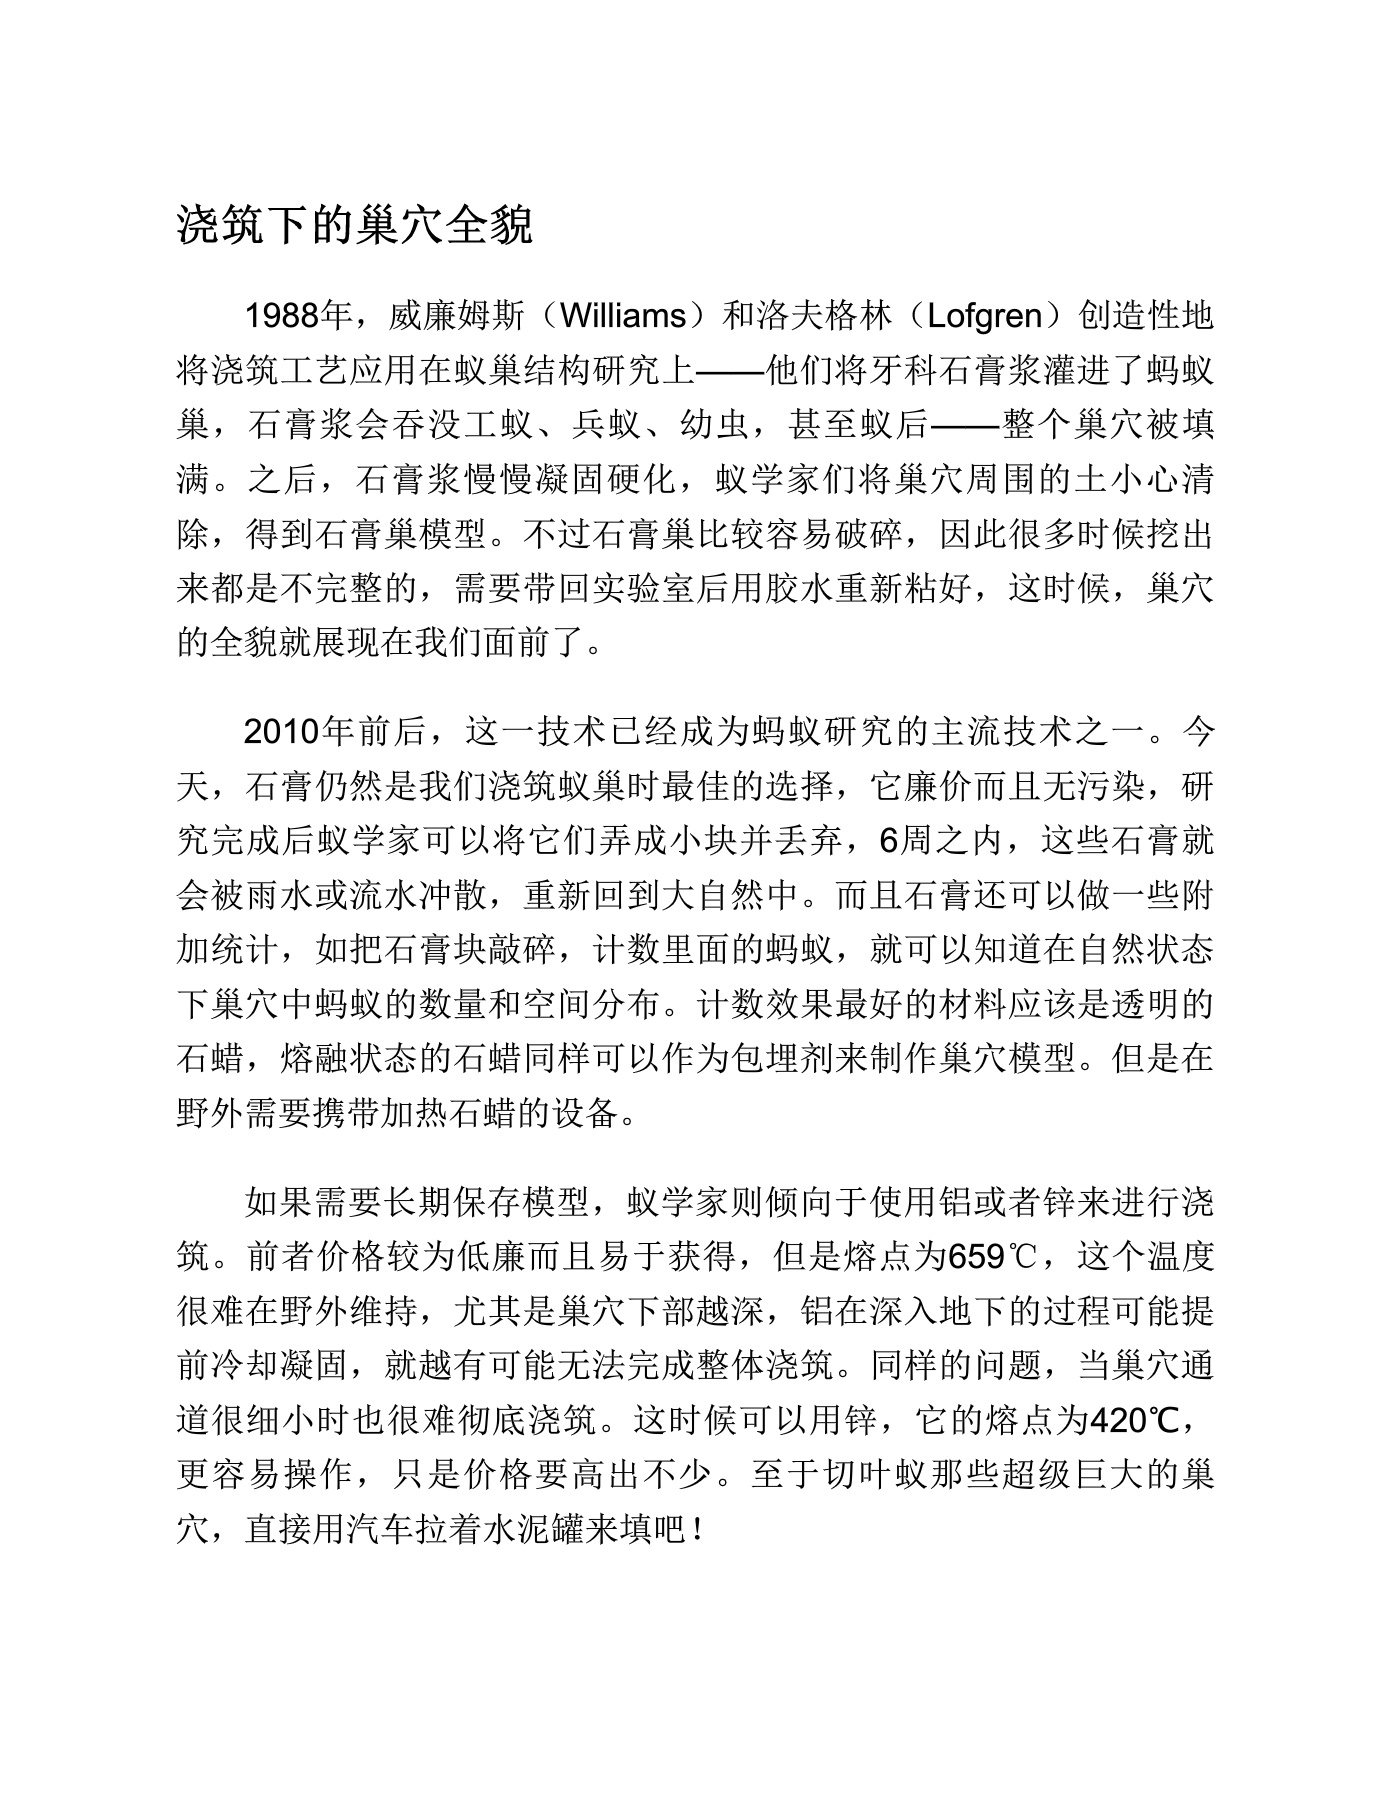 浇筑下的巢穴全貌
1988年，威廉姆斯（Williams）和洛夫格林（Lofgren）创造性地
将浇筑工艺应用在蚁巢结构研究上——他们将牙科石膏浆灌进了蚂蚁
巢，石膏浆会吞没工蚁、兵蚁、幼虫，甚至蚁后——整个巢穴被填
满。之后，石膏浆慢慢凝固硬化，蚁学家们将巢穴周围的土小心清
除，得到石膏巢模型。不过石膏巢比较容易破碎，因此很多时候挖出
来都是不完整的，需要带回实验室后用胶水重新粘好，这时候，巢穴
的全貌就展现在我们面前了。
2010年前后，这一技术已经成为蚂蚁研究的主流技术之一。今
天，石膏仍然是我们浇筑蚁巢时最佳的选择，它廉价而且无污染，研
究完成后蚁学家可以将它们弄成小块并丢弃，6周之内，这些石膏就
会被雨水或流水冲散，重新回到大自然中。而且石膏还可以做一些附
加统计，如把石膏块敲碎，计数里面的蚂蚁，就可以知道在自然状态
下巢穴中蚂蚁的数量和空间分布。计数效果最好的材料应该是透明的
石蜡，熔融状态的石蜡同样可以作为包埋剂来制作巢穴模型。但是在
野外需要携带加热石蜡的设备。
如果需要长期保存模型，蚁学家则倾向于使用铝或者锌来进行浇
筑。前者价格较为低廉而且易于获得，但是熔点为659℃，这个温度
很难在野外维持，尤其是巢穴下部越深，铝在深入地下的过程可能提
前冷却凝固，就越有可能无法完成整体浇筑。同样的问题，当巢穴通
道很细小时也很难彻底浇筑。这时候可以用锌，它的熔点为420℃，
更容易操作，只是价格要高出不少。至于切叶蚁那些超级巨大的巢
穴，直接用汽车拉着水泥罐来填吧！